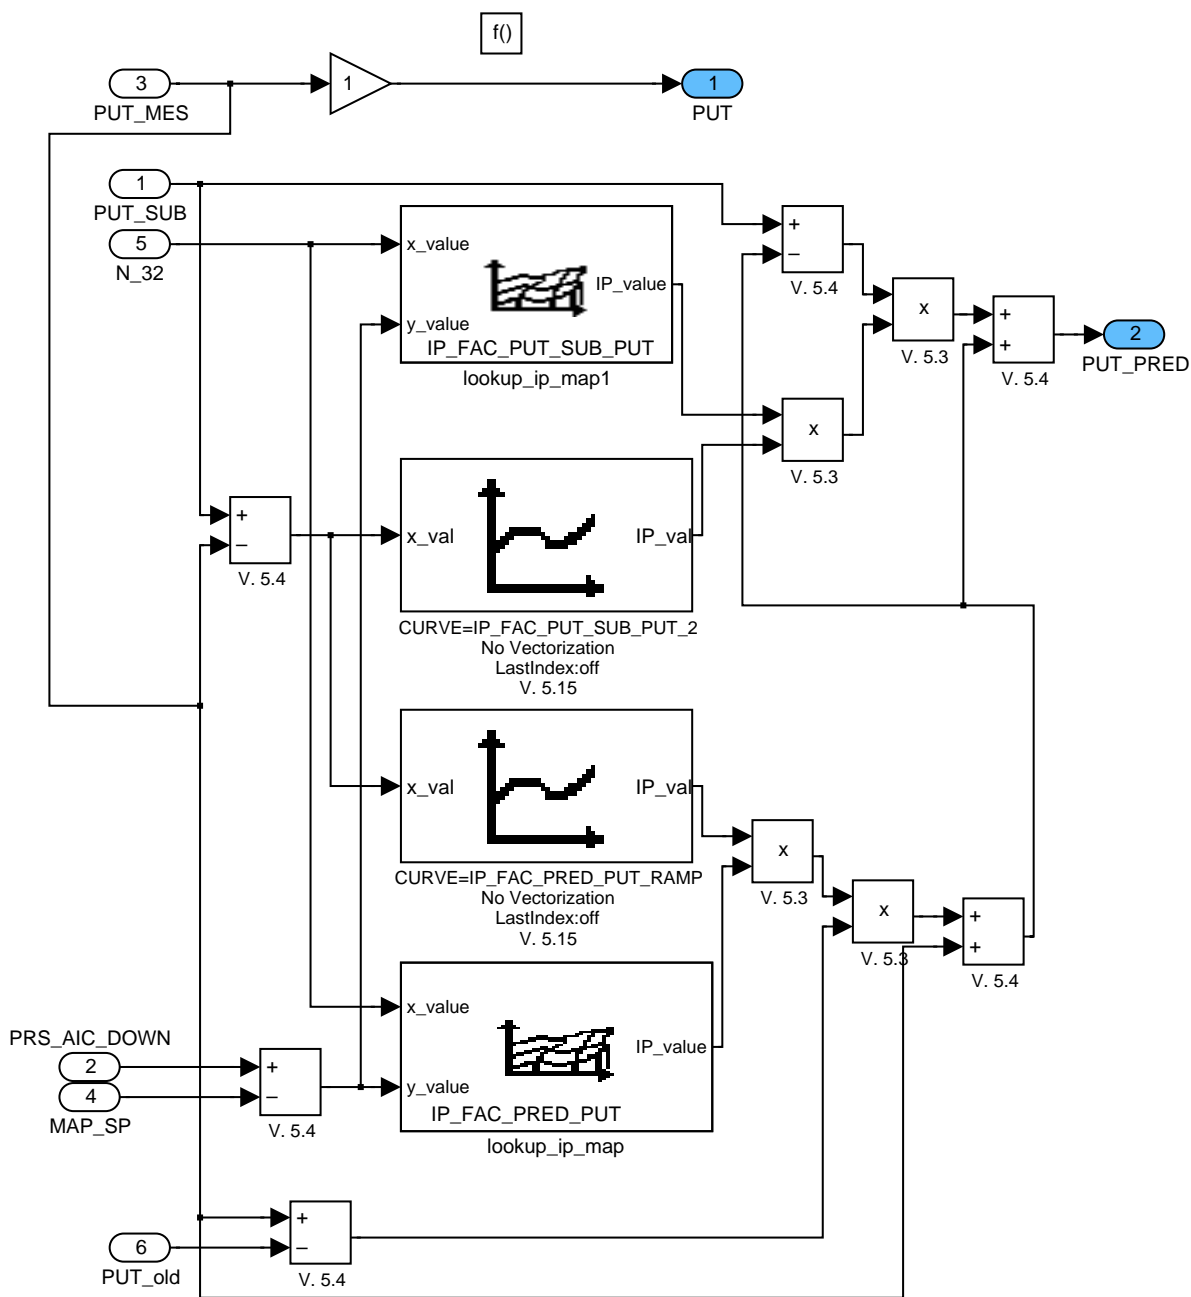 f()
3
1
1
PUT_MES
PUT
1
PUT_SUB
5
N_32
x_value
IP_value
y_value
IP_FAC_PUT_SUB_PUT
lookup_ip_map1
+
−
V. 5.4
x
V. 5.3
+
+
V. 5.4
2
PUT_PRED
x
V. 5.3
+
−
V. 5.4
x_val
IP_val
CURVE=IP_FAC_PUT_SUB_PUT_2
No Vectorization
LastIndex:off
V. 5.15
x_val
IP_val
CURVE=IP_FAC_PRED_PUT_RAMP
No Vectorization
LastIndex:off
V. 5.15
x
V. 5.3
x
V. 5.3
+
+
V. 5.4
x_value
IP_value
y_value
IP_FAC_PRED_PUT
lookup_ip_map
PRS_AIC_DOWN
2
4
MAP_SP
+
−
V. 5.4
+
−
V. 5.4
6
PUT_old